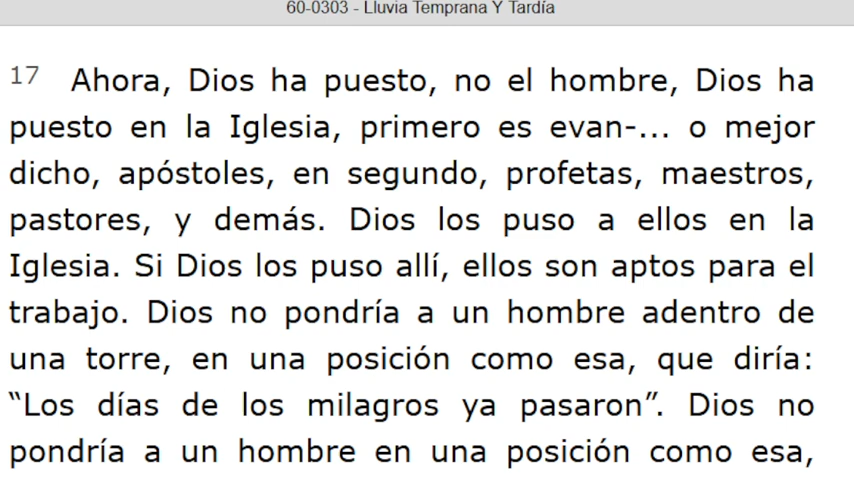 60-0303 - Lluvia Temprana Y Tardía
17 Ahora, Dios ha puesto, no el hombre, Dios ha
puesto en la Iglesia, primero es evan-... o mejor
dicho, apóstoles, en segundo, profetas, maestros,
pastores, y demás. Dios los puso a ellos en la
Iglesia. Si Dios los puso allí, ellos son aptos para el
trabajo. Dios no pondría a un hombre adentro de
una torre, en una posición como esa, que diría:
“Los días de los milagros ya pasaron”. Dios no
pondría a un hombre en una posición como esa,